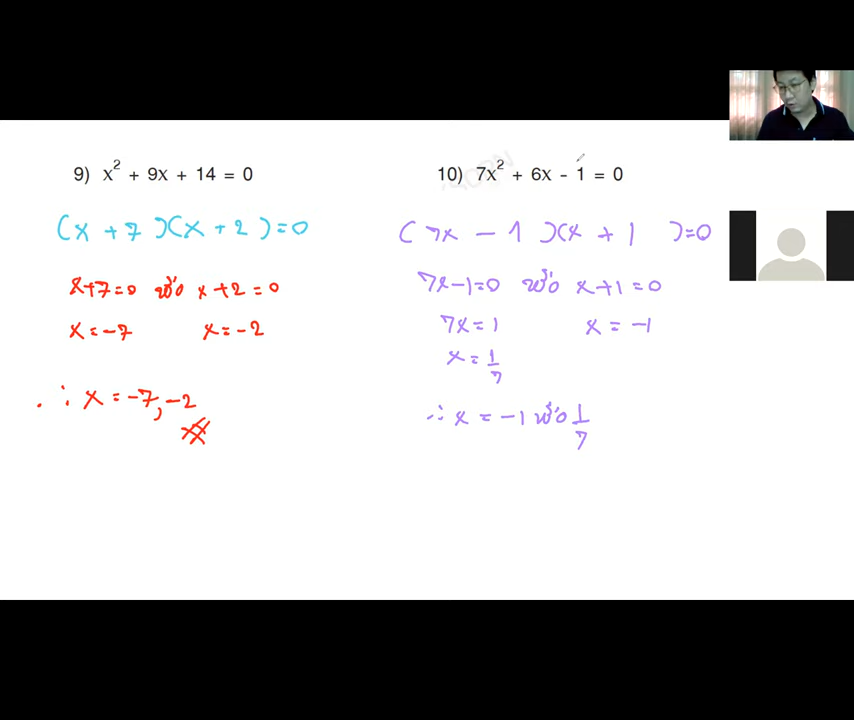 9) x² + 9x + 14 = 0
(x + 7)(x + 2) = 0
x+7=0 หรือ x+2=0
x=-7 x=-2
∴ x = -7, -2
10) 7x² + 6x - 1 = 0
(7x - 1)(x + 1) = 0
7x-1=0 หรือ x+1=0
7x=1 x=-1
x=1/7
∴ x = -1 หรือ 1/7